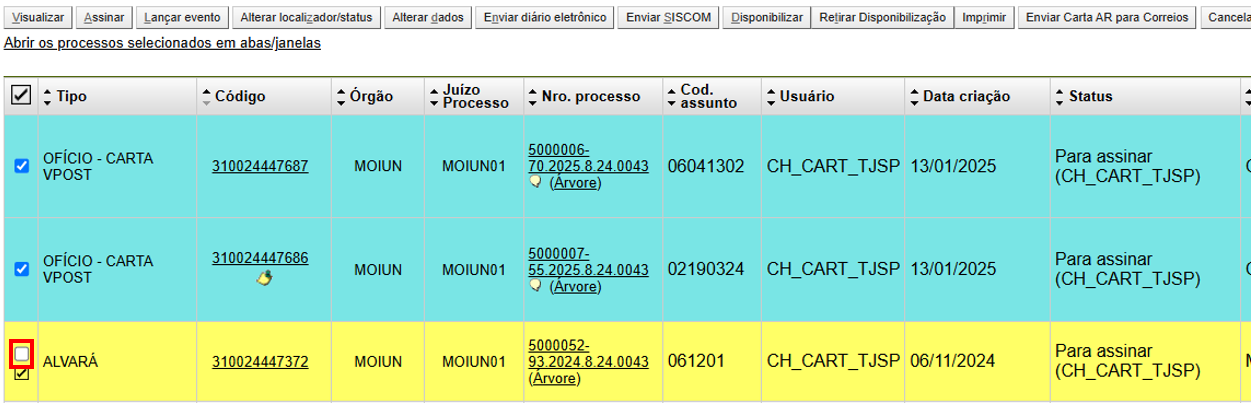 Visualizar Assinar Lançar evento Alterar localizador/status Alterar dados Enviar diário eletrônico Enviar SISCOM Disponibilizar Retirar Disponibilização Imprimir Enviar Carta AR para Correios Cancela
Abrir os processos selecionados em abas/janelas
Tipo Código Órgão Juízo Processo Nro. processo Cod. assunto Usuário Data criação Status
OFÍCIO - CARTA VPOST 310024447687 MOIUN MOIUN01 5000006-70.2025.8.24.0043 (Árvore) 06041302 CH_CART_TJSP 13/01/2025 Para assinar (CH_CART_TJSP)
OFÍCIO - CARTA VPOST 310024447686 MOIUN MOIUN01 5000007-55.2025.8.24.0043 (Árvore) 02190324 CH_CART_TJSP 13/01/2025 Para assinar (CH_CART_TJSP)
ALVARÁ 310024447372 MOIUN MOIUN01 5000052-93.2024.8.24.0043 (Árvore) 061201 CH_CART_TJSP 06/11/2024 Para assinar (CH_CART_TJSP)